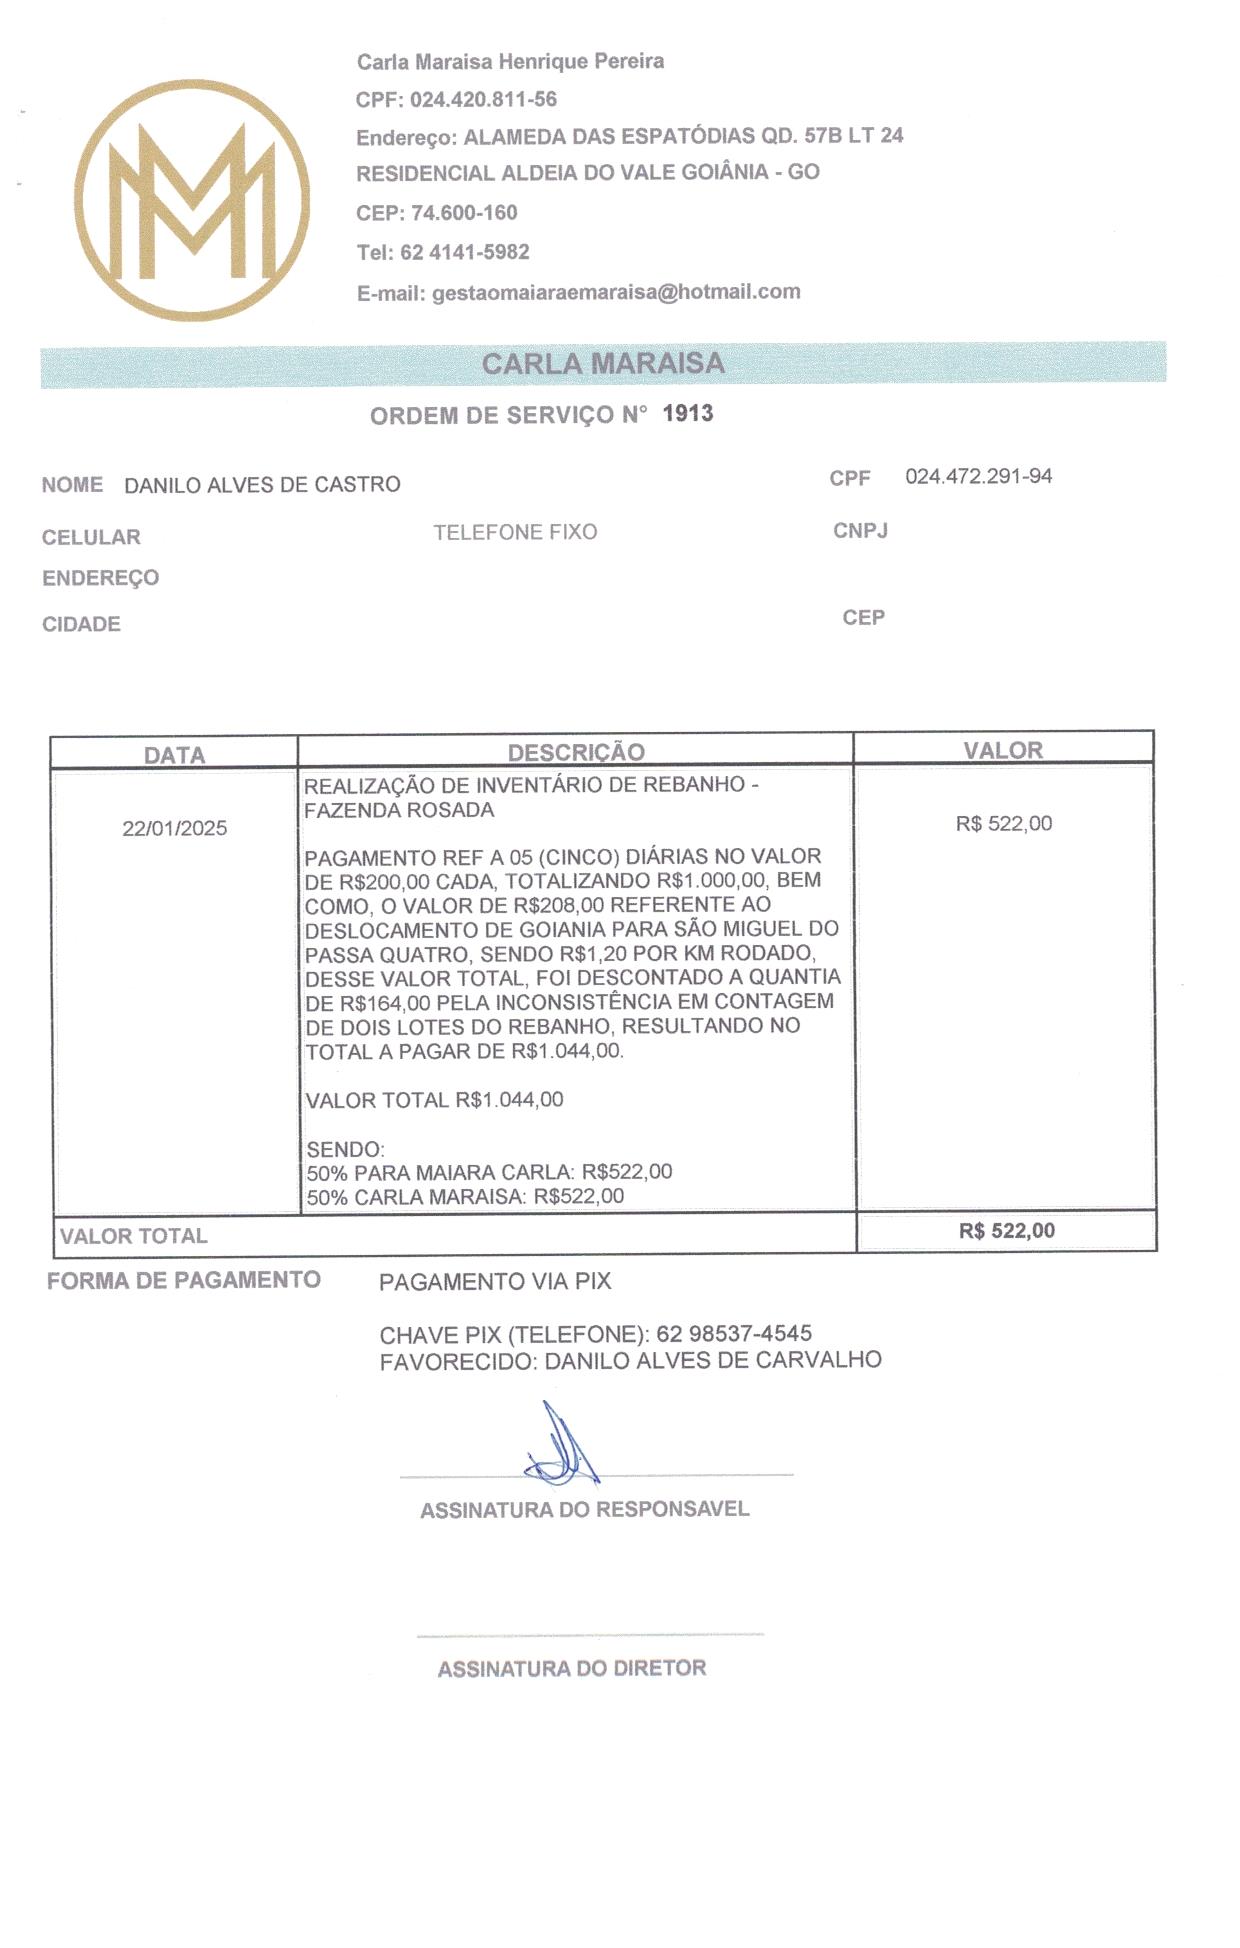 Carla Maraisa Henrique Pereira
CPF: 024.420.811-56
Endereço: ALAMEDA DAS ESPATÓDIAS QD. 57B LT 24
RESIDENCIAL ALDEIA DO VALE GOIÂNIA - GO
CEP: 74.600-160
Tel: 62 4141-5982
E-mail: gestaomaiaraemaraisa@hotmail.com
CARLA MARAISA
ORDEM DE SERVIÇO N° 1913
NOME DANILO ALVES DE CASTRO CPF 024.472.291-94
CELULAR TELEFONE FIXO CNPJ
ENDEREÇO
CIDADE CEP
DATA DESCRIÇÃO VALOR
REALIZAÇÃO DE INVENTÁRIO DE REBANHO -
FAZENDA ROSADA
22/01/2025 R$ 522,00
PAGAMENTO REF A 05 (CINCO) DIÁRIAS NO VALOR
DE R$200,00 CADA, TOTALIZANDO R$1.000,00, BEM
COMO, O VALOR DE R$208,00 REFERENTE AO
DESLOCAMENTO DE GOIANIA PARA SÃO MIGUEL DO
PASSA QUATRO, SENDO R$1,20 POR KM RODADO,
DESSE VALOR TOTAL, FOI DESCONTADO A QUANTIA
DE R$164,00 PELA INCONSISTÊNCIA EM CONTAGEM
DE DOIS LOTES DO REBANHO, RESULTANDO NO
TOTAL A PAGAR DE R$1.044,00.
VALOR TOTAL R$1.044,00
SENDO:
50% PARA MAIARA CARLA: R$522,00
50% CARLA MARAISA: R$522,00
VALOR TOTAL R$ 522,00
FORMA DE PAGAMENTO PAGAMENTO VIA PIX
CHAVE PIX (TELEFONE): 62 98537-4545
FAVORECIDO: DANILO ALVES DE CARVALHO
ASSINATURA DO RESPONSAVEL
ASSINATURA DO DIRETOR